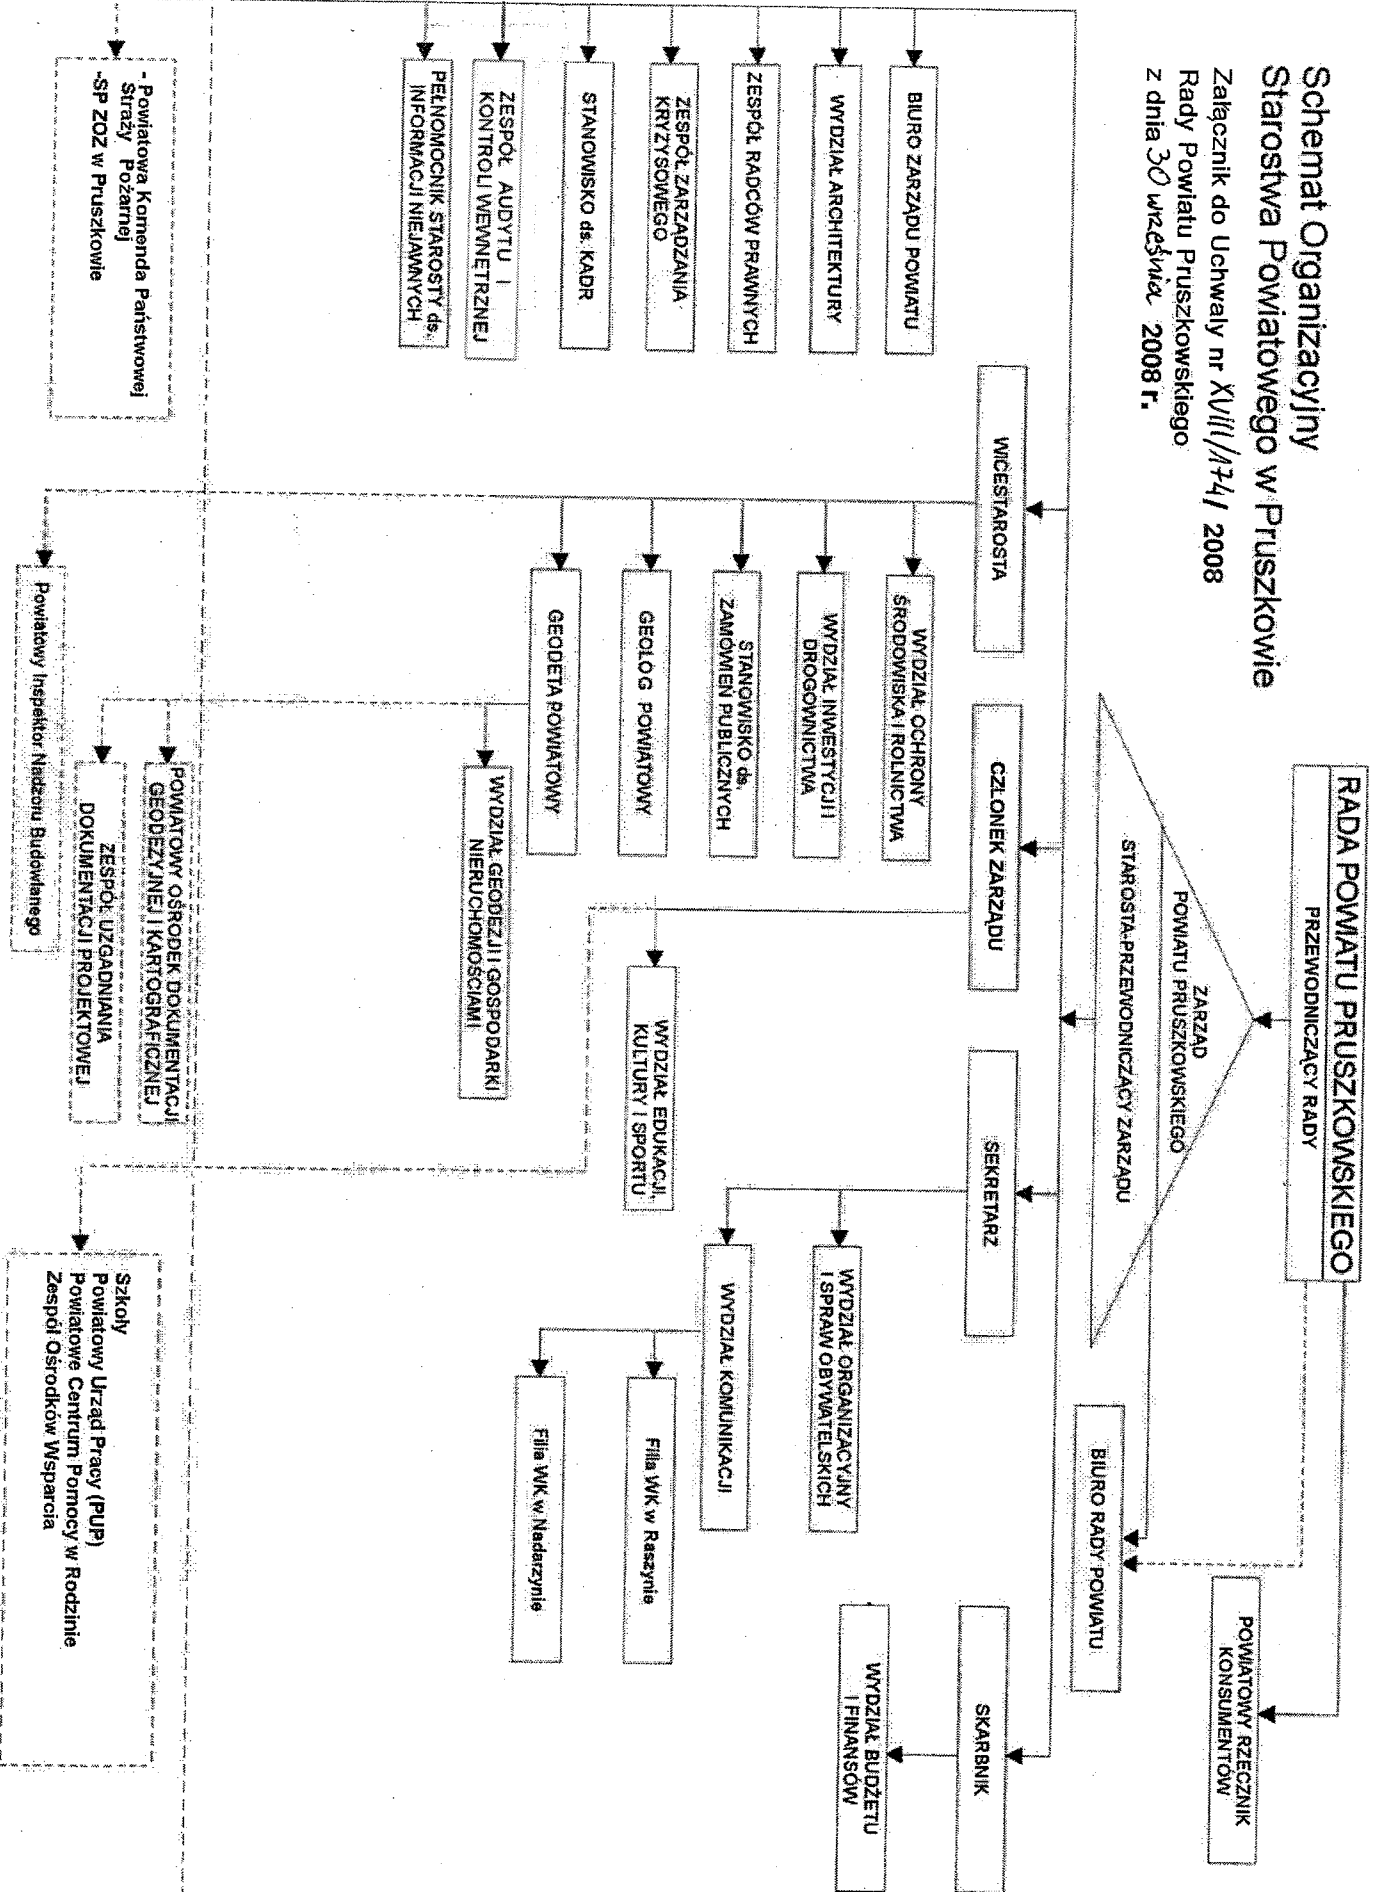 Schemat Organizacyjny
Starostwa Powiatowego w Pruszkowie
Załącznik do Uchwały nr XVIII/174/ 2008
Rady Powiatu Pruszkowskiego
z dnia 30 września 2008 r.
RADA POWIATU PRUSZKOWSKIEGO
PRZEWODNICZĄCY RADY
ZARZĄD
POWIATU PRUSZKOWSKIEGO
STAROSTA-PRZEWODNICZĄCY ZARZĄDU
POWIATOWY RZECZNIK
KONSUMENTÓW
BIURO RADY POWIATU
WICESTAROSTA
CZŁONEK ZARZĄDU
SEKRETARZ
SKARBNIK
BIURO ZARZĄDU POWIATU
WYDZIAŁ ARCHITEKTURY
ZESPÓŁ RADCÓW PRAWNYCH
ZESPÓŁ ZARZĄDZANIA
KRYZYSOWEGO
STANOWISKO ds. KADR
ZESPÓŁ AUDYTU I
KONTROLI WEWNĘTRZNEJ
PEŁNOMOCNIK STAROSTY ds.
INFORMACJI NIEJAWNYCH
WYDZIAŁ OCHRONY
ŚRODOWISKA I ROLNICTWA
WYDZIAŁ INWESTYCJI I
DROGOWNICTWA
STANOWISKO ds.
ZAMÓWIEŃ PUBLICZNYCH
GEOLOG POWIATOWY
GEODETA POWIATOWY
WYDZIAŁ GEODEZJI I GOSPODARKI
NIERUCHOMOŚCIAMI
WYDZIAŁ EDUKACJI,
KULTURY I SPORTU
WYDZIAŁ ORGANIZACYJNY
I SPRAW OBYWATELSKICH
WYDZIAŁ KOMUNIKACJI
Filia WK w Raszynie
Filia WK w Nadarzynie
WYDZIAŁ BUDŻETU
I FINANSÓW
- Powiatowa Komenda Państwowej
Straży Pożarnej
-SP ZOZ w Pruszkowie
POWIATOWY OŚRODEK DOKUMENTACJI
GEODEZYJNEJ I KARTOGRAFICZNEJ
ZESPÓŁ UZGADNIANIA
DOKUMENTACJI PROJEKTOWEJ
Powiatowy Inspektor Nadzoru Budowlanego
Szkoły
Powiatowy Urząd Pracy (PUP)
Powiatowe Centrum Pomocy w Rodzinie
Zespół Ośrodków Wsparcia